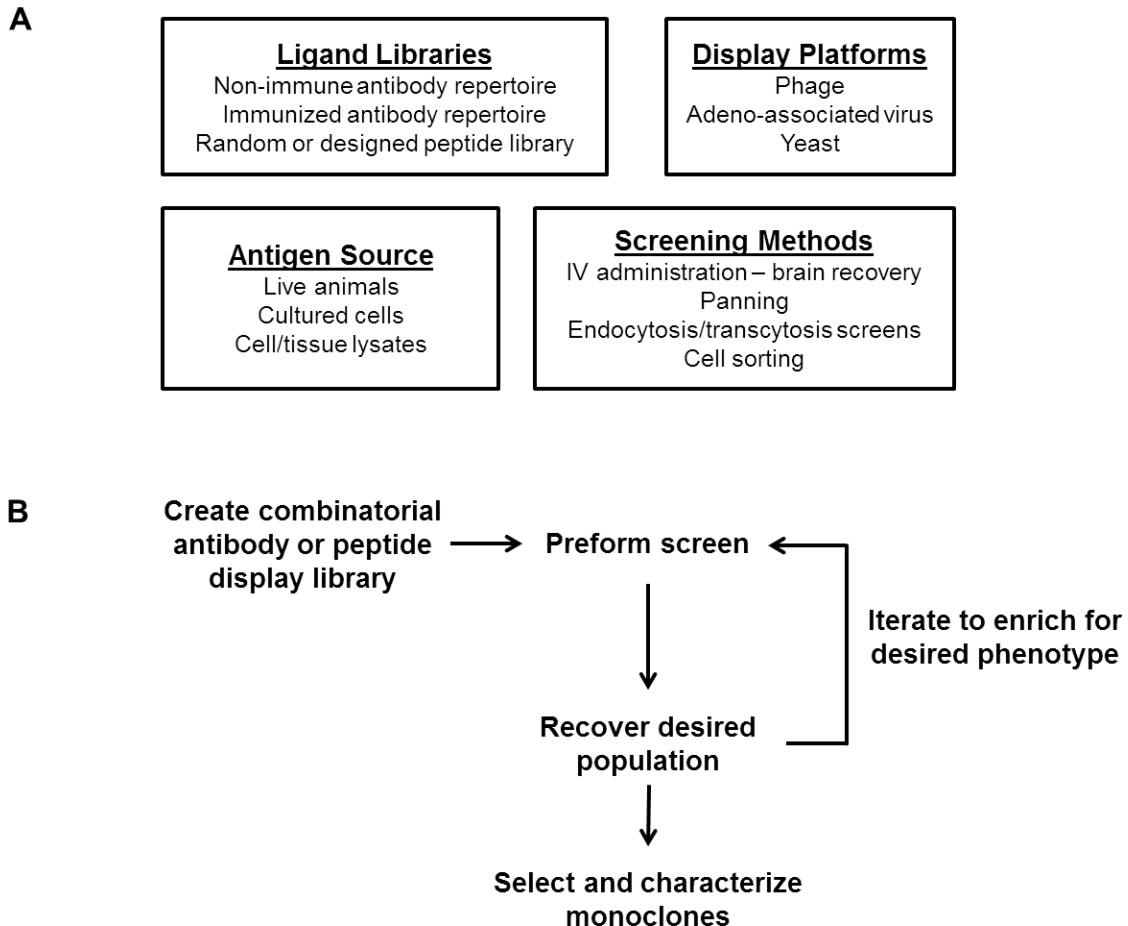 A
Ligand Libraries
Non-immune antibody repertoire
Immunized antibody repertoire
Random or designed peptide library
Display Platforms
Phage
Adeno-associated virus
Yeast
Antigen Source
Live animals
Cultured cells
Cell/tissue lysates
Screening Methods
IV administration – brain recovery
Panning
Endocytosis/transcytosis screens
Cell sorting
B
Create combinatorial
antibody or peptide
display library
Preform screen
Iterate to enrich for
desired phenotype
Recover desired
population
Select and characterize
monoclones